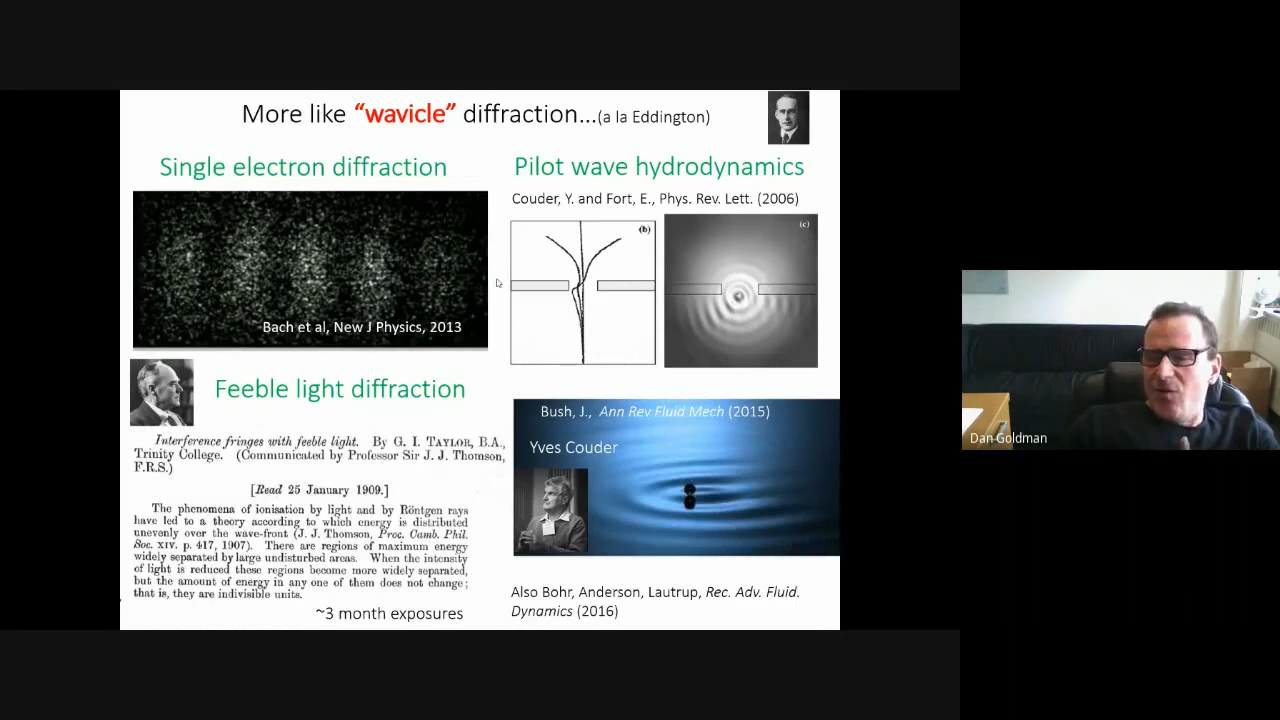 More like “wavicle” diffraction...(a la Eddington)
Single electron diffraction
Bach et al, New J Physics, 2013
Feeble light diffraction
Interference fringes with feeble light. By G. I. TAYLOR, B.A.,
Trinity College. (Communicated by Professor Sir J. J. Thomson,
F.R.S.)
[Read 25 January 1909.]
The phenomena of ionisation by light and by Röntgen rays
have led to a theory according to which energy is distributed
unevenly over the wave-front (J. J. Thomson, Proc. Camb. Phil.
Soc. XIV. p. 417, 1907). There are regions of maximum energy
widely separated by large undisturbed areas. When the intensity
of light is reduced these regions become more widely separated,
but the amount of energy in any one of them does not change;
that is, they are indivisible units.
~3 month exposures
Pilot wave hydrodynamics
Couder, Y. and Fort, E., Phys. Rev. Lett. (2006)
(b)
(c)
Bush, J., Ann Rev Fluid Mech (2015)
Yves Couder
Also Bohr, Anderson, Lautrup, Rec. Adv. Fluid.
Dynamics (2016)
Dan Goldman